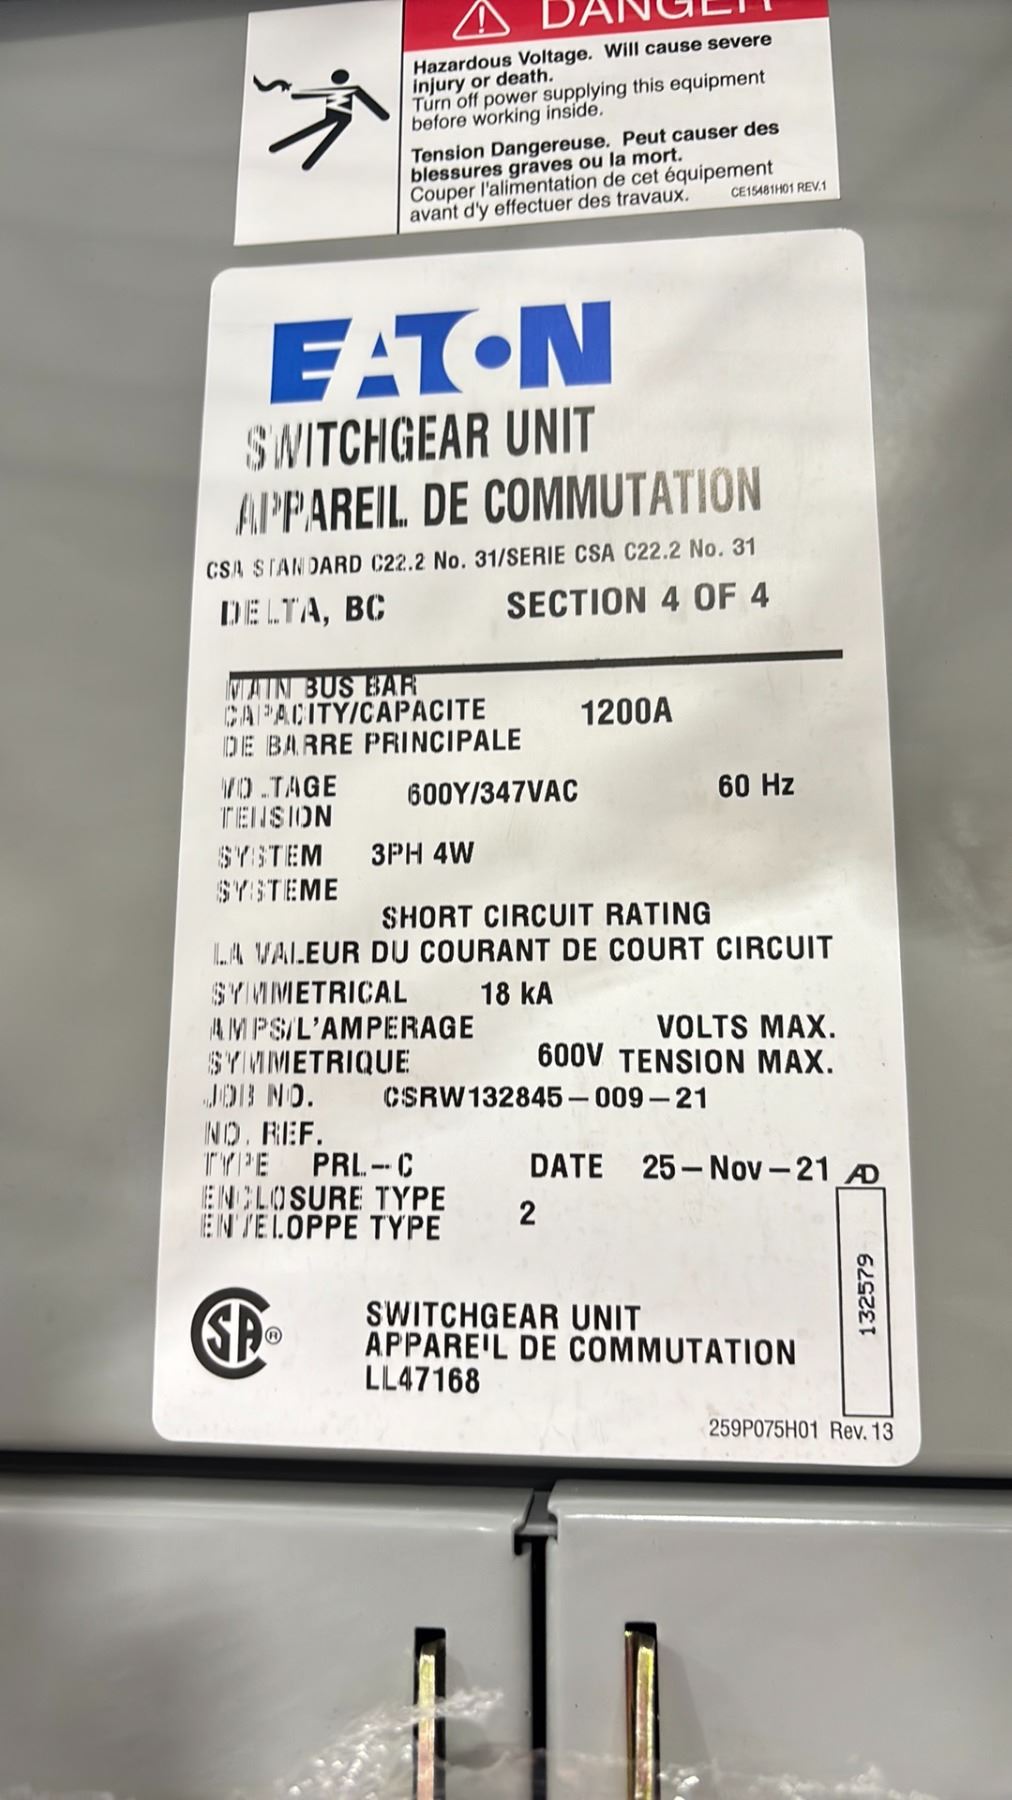 DANGER
Hazardous Voltage. Will cause severe
injury or death.
Turn off power supplying this equipment
before working inside.
Tension Dangereuse. Peut causer des
blessures graves ou la mort.
Couper l'alimentation de cet équipement
avant d'y effectuer des travaux.
CE15481H01 REV.1
EATON
SWITCHGEAR UNIT
APPAREIL DE COMMUTATION
CSA STANDARD C22.2 No. 31/SERIE CSA C22.2 No. 31
DELTA, BC SECTION 4 OF 4
MAIN BUS BAR
CAPACITY/CAPACITE 1200A
DE BARRE PRINCIPALE
VOLTAGE 600Y/347VAC 60 Hz
TENSION
SYSTEM 3PH 4W
SYSTEME
SHORT CIRCUIT RATING
LA VALEUR DU COURANT DE COURT CIRCUIT
SYMMETRICAL 18 kA
AMPS/L'AMPERAGE VOLTS MAX.
SYMMETRIQUE 600V TENSION MAX.
JOB NO. CSRW132845-009-21
NO. REF.
TYPE PRL-C DATE 25-Nov-21 AD
ENCLOSURE TYPE 2
ENVELOPPE TYPE
132579
SA ®
SWITCHGEAR UNIT
APPAREIL DE COMMUTATION
LL47168
259P075H01 Rev. 13